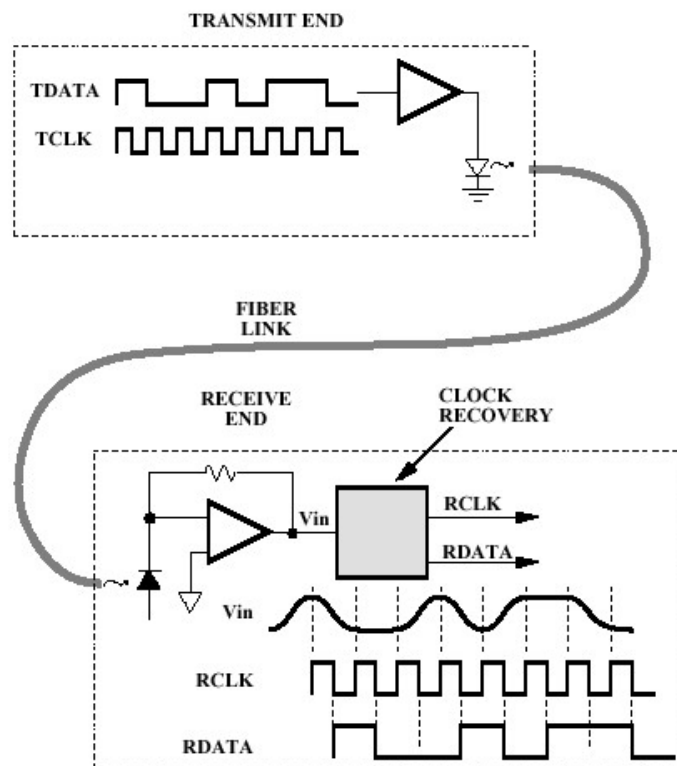 TRANSMIT END
TDATA
TCLK
FIBER
LINK
RECEIVE
END
CLOCK
RECOVERY
Vin
RCLK
RDATA
Vin
RCLK
RDATA